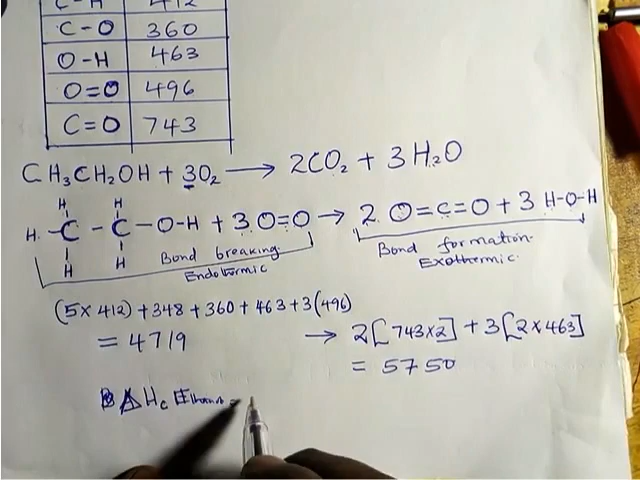 C-H 412
C-O 360
O-H 463
O=O 496
C=O 743
CH₃CH₂OH + 3O₂ → 2CO₂ + 3H₂O
H H
H-C-C-O-H + 3 O=O → 2 O=C=O + 3 H-O-H
H H
Bond breaking Bond formation
Endothermic Exothermic
(5×412)+348+360+463+3(496)
= 4719 → 2[743×2]+3[2×463]
= 5750
ΔHc Ethanol =